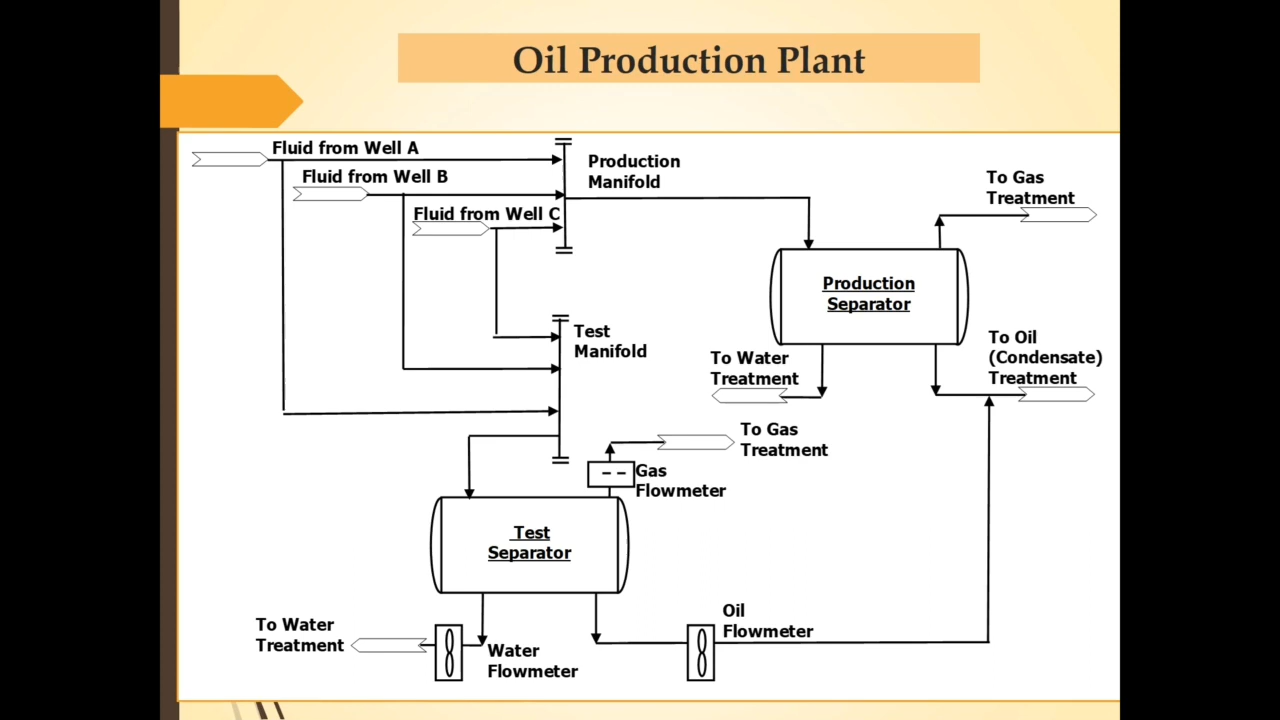 Oil Production Plant
Fluid from Well A
Fluid from Well B
Fluid from Well C
Production
Manifold
To Gas
Treatment
Production
Separator
Test
Manifold
To Water
Treatment
To Oil
(Condensate)
Treatment
To Gas
Treatment
Gas
Flowmeter
Test
Separator
To Water
Treatment
Water
Flowmeter
Oil
Flowmeter